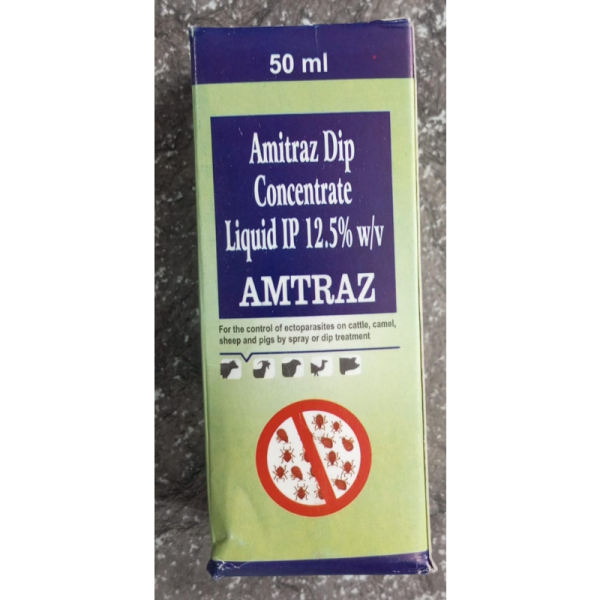 50 ml
Amitraz Dip
Concentrate
Liquid IP 12.5% w/v
AMTRAZ
For the control of ectoparasites on cattle, camel,
sheep and pigs by spray or dip treatment